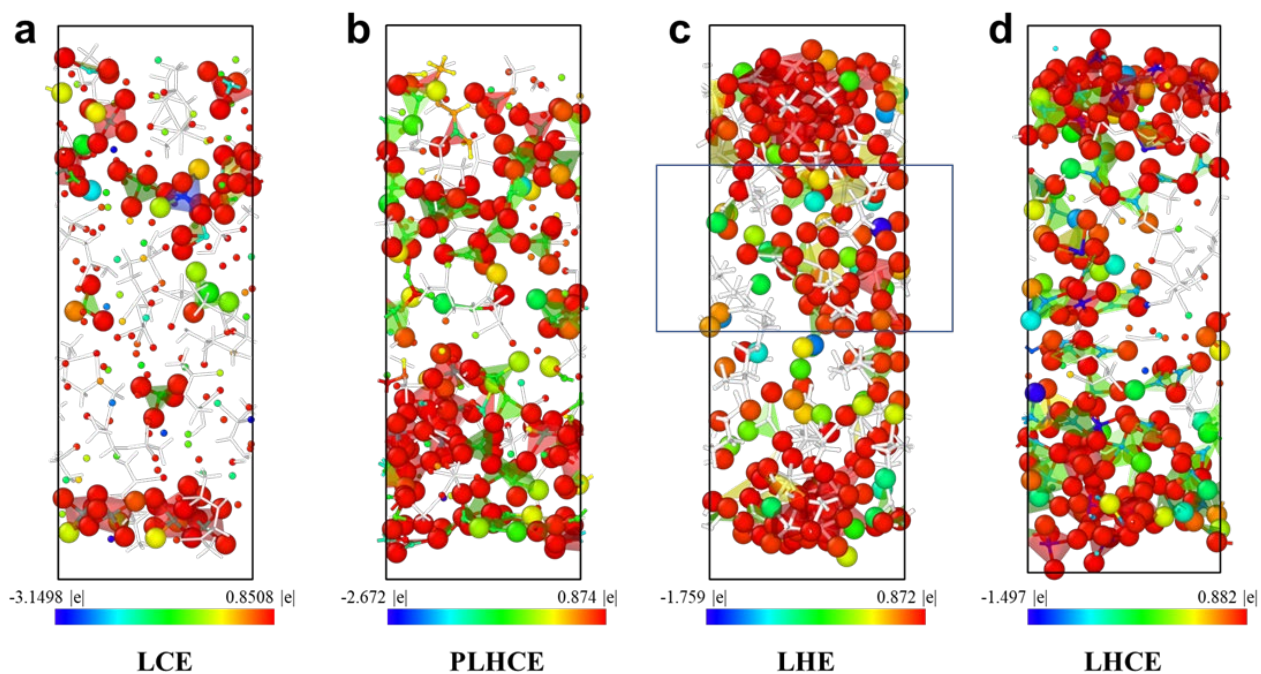 a b c d
-3.1498 |e| 0.8508 |e| -2.672 |e| 0.874 |e| -1.759 |e| 0.872 |e| -1.497 |e| 0.882 |e|
LCE PLHCE LHE LHCE